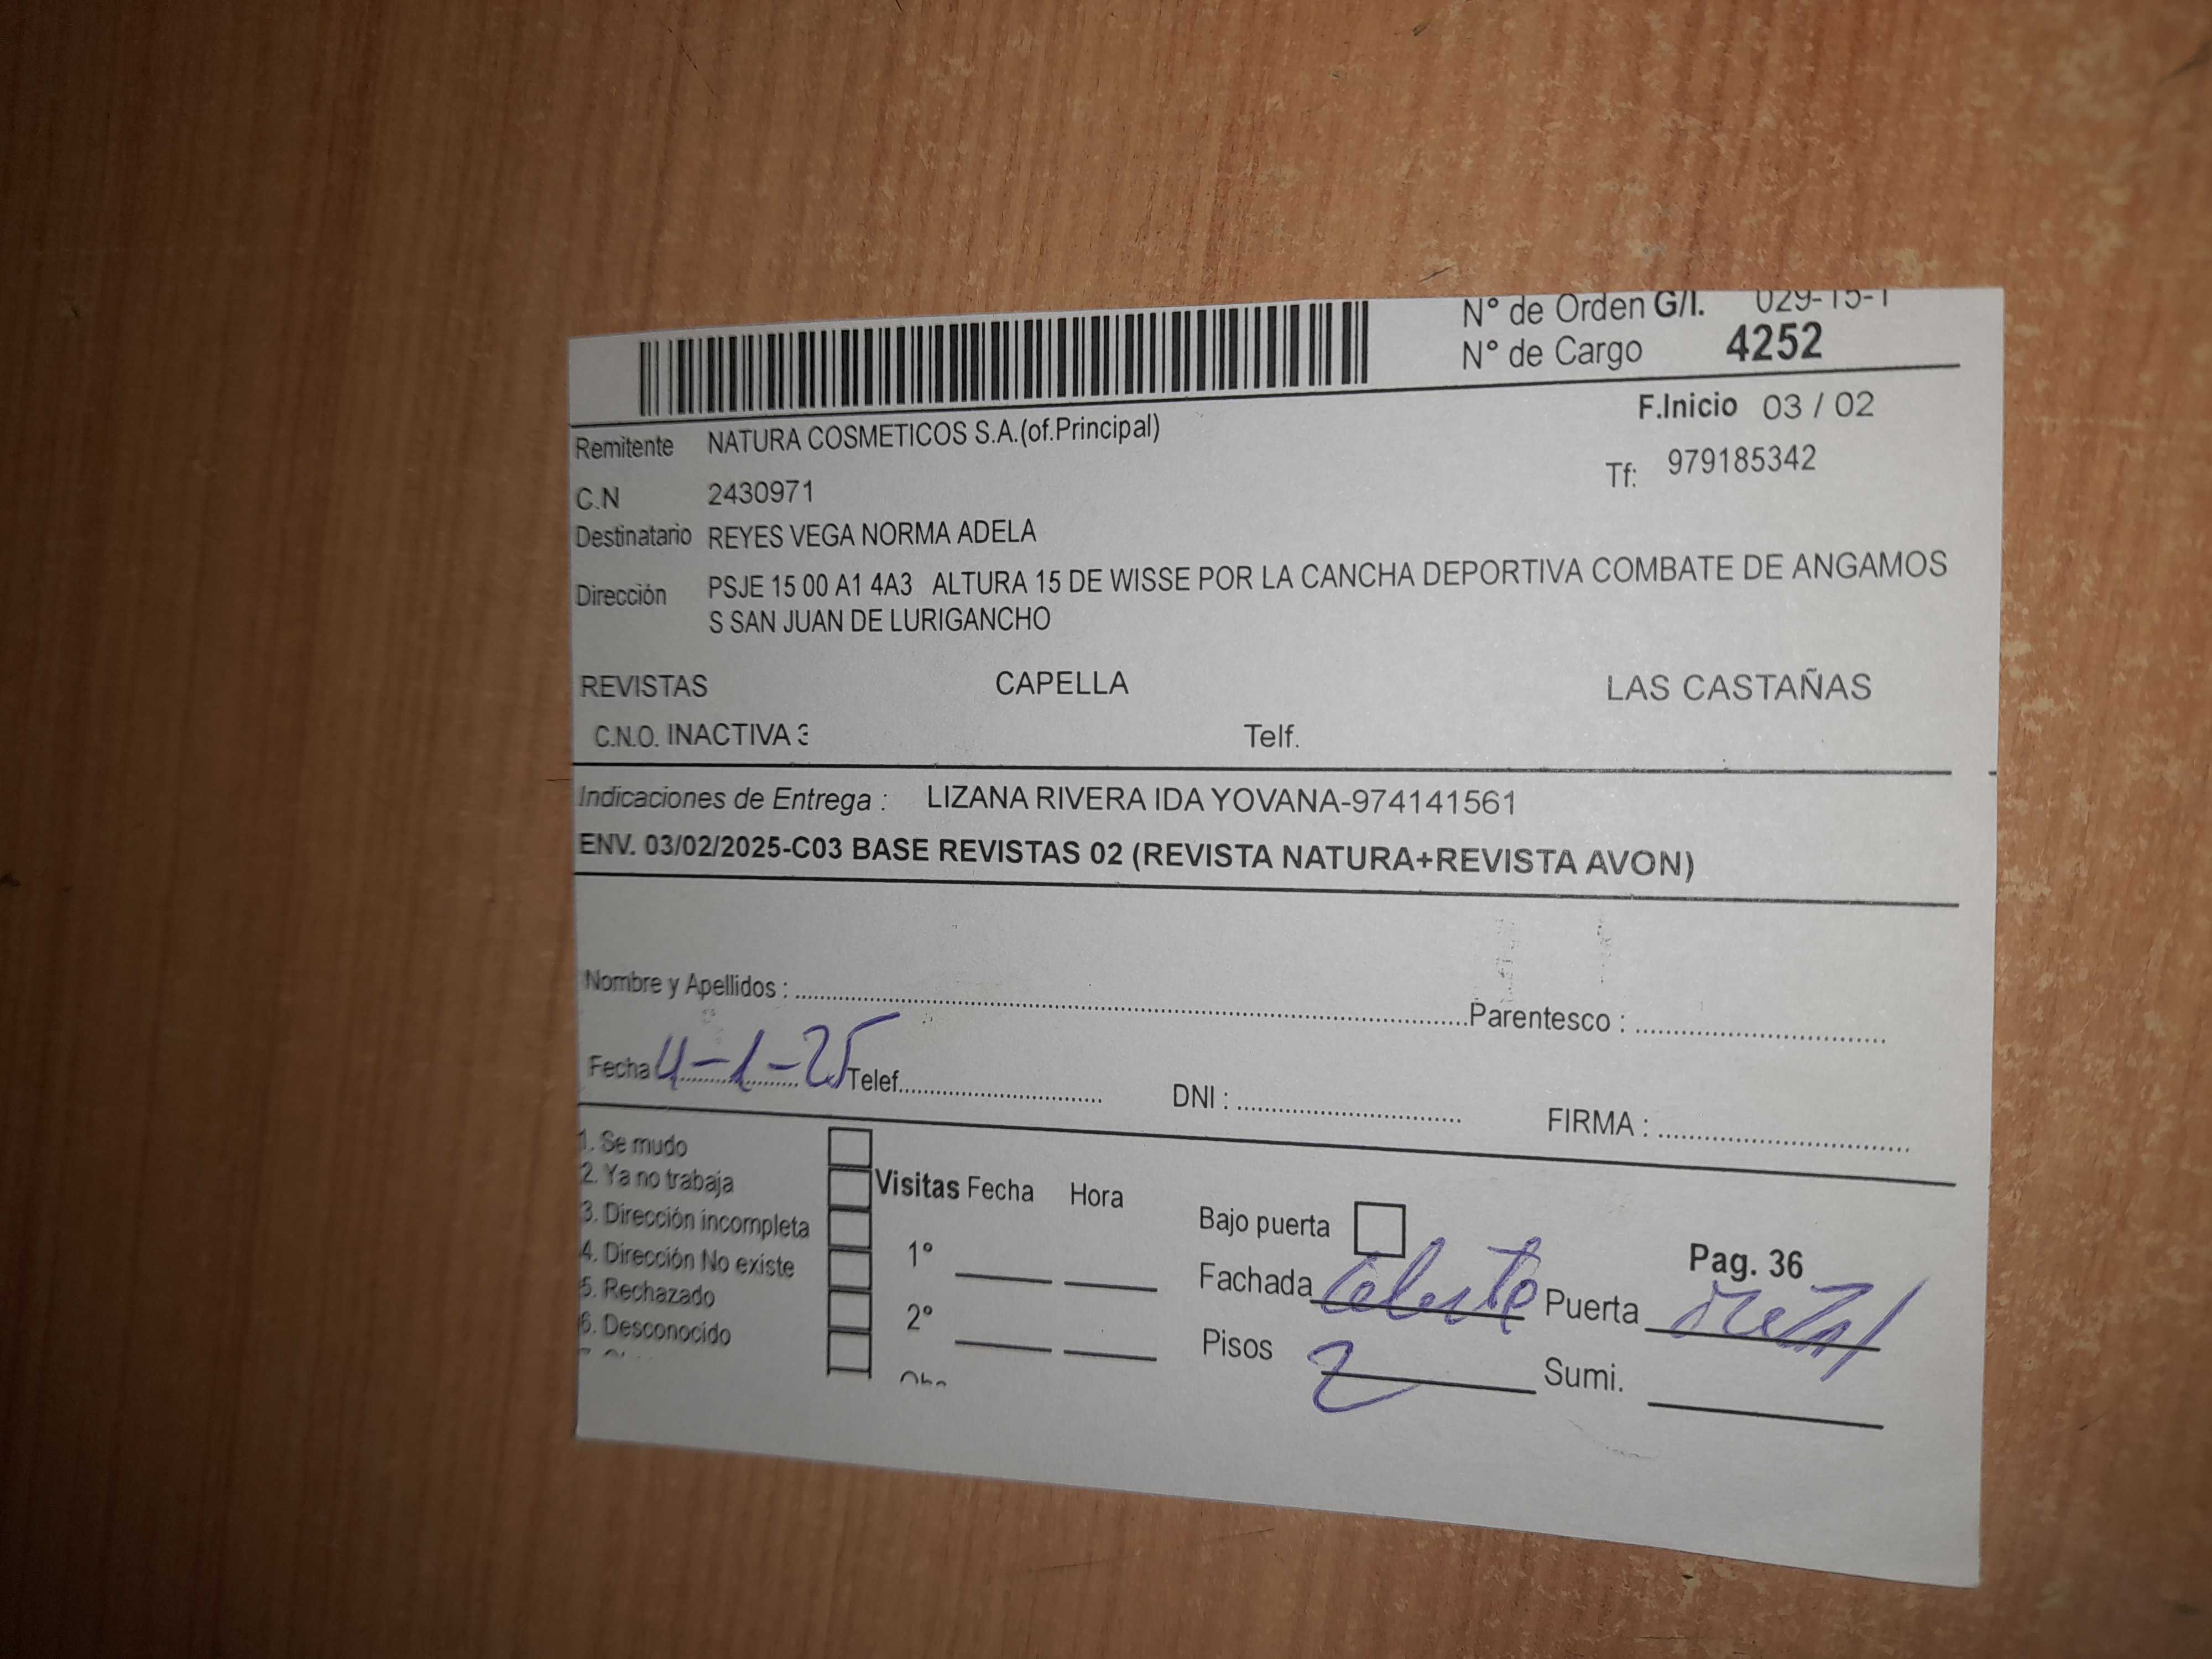 N° de Orden G/I. 029-15-1
N° de Cargo 4252
F.Inicio 03 / 02
Remitente NATURA COSMETICOS S.A.(of.Principal)
Tf: 979185342
C.N 2430971
Destinatario REYES VEGA NORMA ADELA
Dirección PSJE 15 00 A1 4A3 ALTURA 15 DE WISSE POR LA CANCHA DEPORTIVA COMBATE DE ANGAMOS
S SAN JUAN DE LURIGANCHO
REVISTAS CAPELLA LAS CASTAÑAS
C.N.O. INACTIVA 3 Telf.
Indicaciones de Entrega : LIZANA RIVERA IDA YOVANA-974141561
ENV. 03/02/2025-C03 BASE REVISTAS 02 (REVISTA NATURA+REVISTA AVON)
Nombre y Apellidos : Parentesco :
Fecha 4-1-25 Telef. DNI : FIRMA :
1. Se mudo
2. Ya no trabaja
3. Dirección incompleta
4. Dirección No existe
5. Rechazado
6. Desconocido
Visitas Fecha Hora
1°
2°
Bajo puerta
Pag. 36
Fachada Celeste Puerta metal
Pisos 2 Sumi.